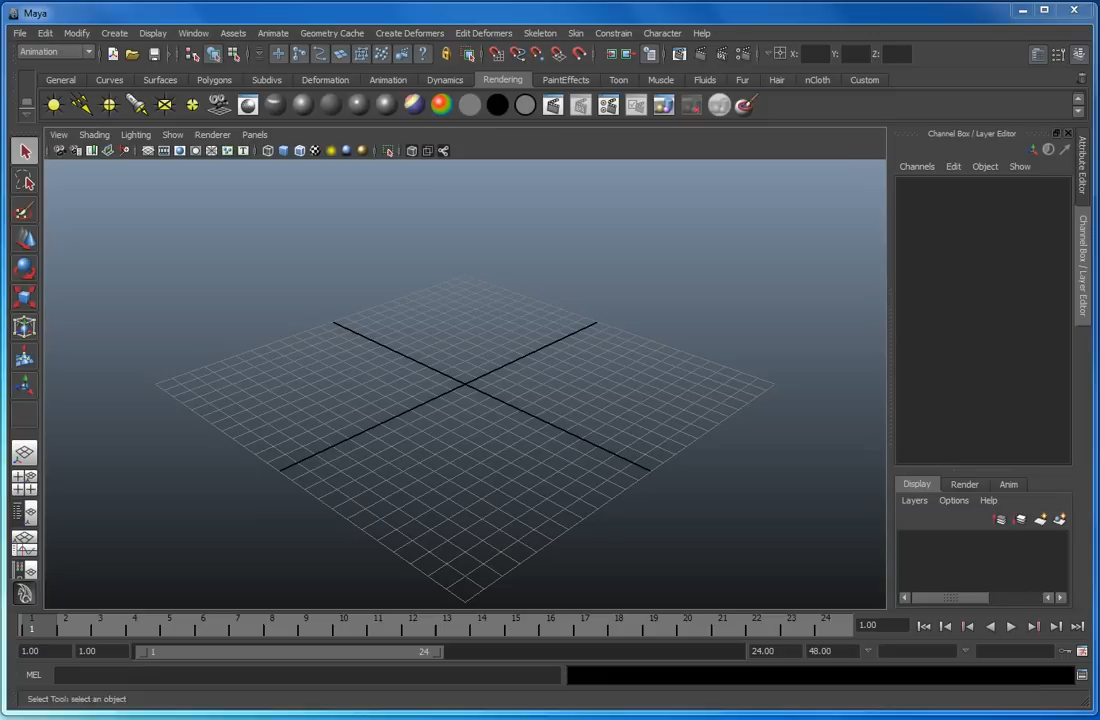 Maya
File Edit Modify Create Display Window Assets Animate Geometry Cache Create Deformers Edit Deformers Skeleton Skin Constrain Character Help
Animation X: Y: Z:
General Curves Surfaces Polygons Subdivs Deformation Animation Dynamics Rendering PaintEffects Toon Muscle Fluids Fur Hair nCloth Custom
View Shading Lighting Show Renderer Panels
Channel Box / Layer Editor
Channels Edit Object Show
Attribute Editor
Channel Box / Layer Editor
Display Render Anim
Layers Options Help
1 2 3 4 5 6 7 8 9 10 11 12 13 14 15 16 17 18 19 20 21 22 23 24
1 1.00
1.00 1.00 1 24 24.00 48.00
MEL
Select Tool: select an object